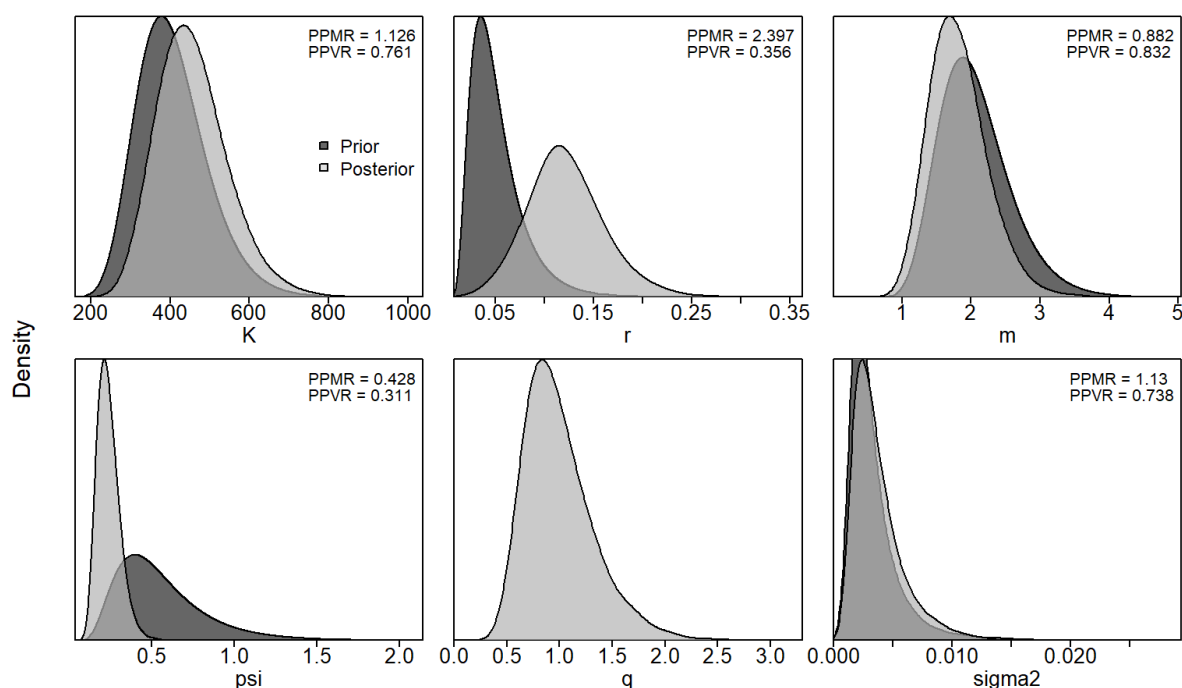 PPMR = 1.126
PPVR = 0.761
Prior
Posterior
200 400 600 800 1000
K
PPMR = 2.397
PPVR = 0.356
0.05 0.15 0.25 0.35
r
PPMR = 0.882
PPVR = 0.832
1 2 3 4 5
m
Density
PPMR = 0.428
PPVR = 0.311
0.5 1.0 1.5 2.0
psi
0.0 0.5 1.0 1.5 2.0 2.5 3.0
q
PPMR = 1.13
PPVR = 0.738
0.000 0.010 0.020
sigma2